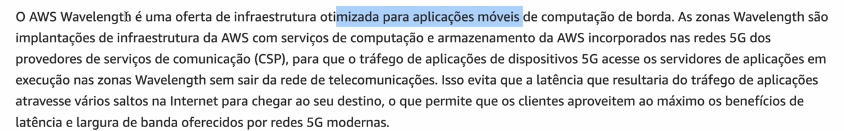 O AWS Wavelength é uma oferta de infraestrutura otimizada para aplicações móveis de computação de borda. As zonas Wavelength são
implantações de infraestrutura da AWS com serviços de computação e armazenamento da AWS incorporados nas redes 5G dos
provedores de serviços de comunicação (CSP), para que o tráfego de aplicações de dispositivos 5G acesse os servidores de aplicações em
execução nas zonas Wavelength sem sair da rede de telecomunicações. Isso evita que a latência que resultaria do tráfego de aplicações
atravesse vários saltos na Internet para chegar ao seu destino, o que permite que os clientes aproveitem ao máximo os benefícios de
latência e largura de banda oferecidos por redes 5G modernas.